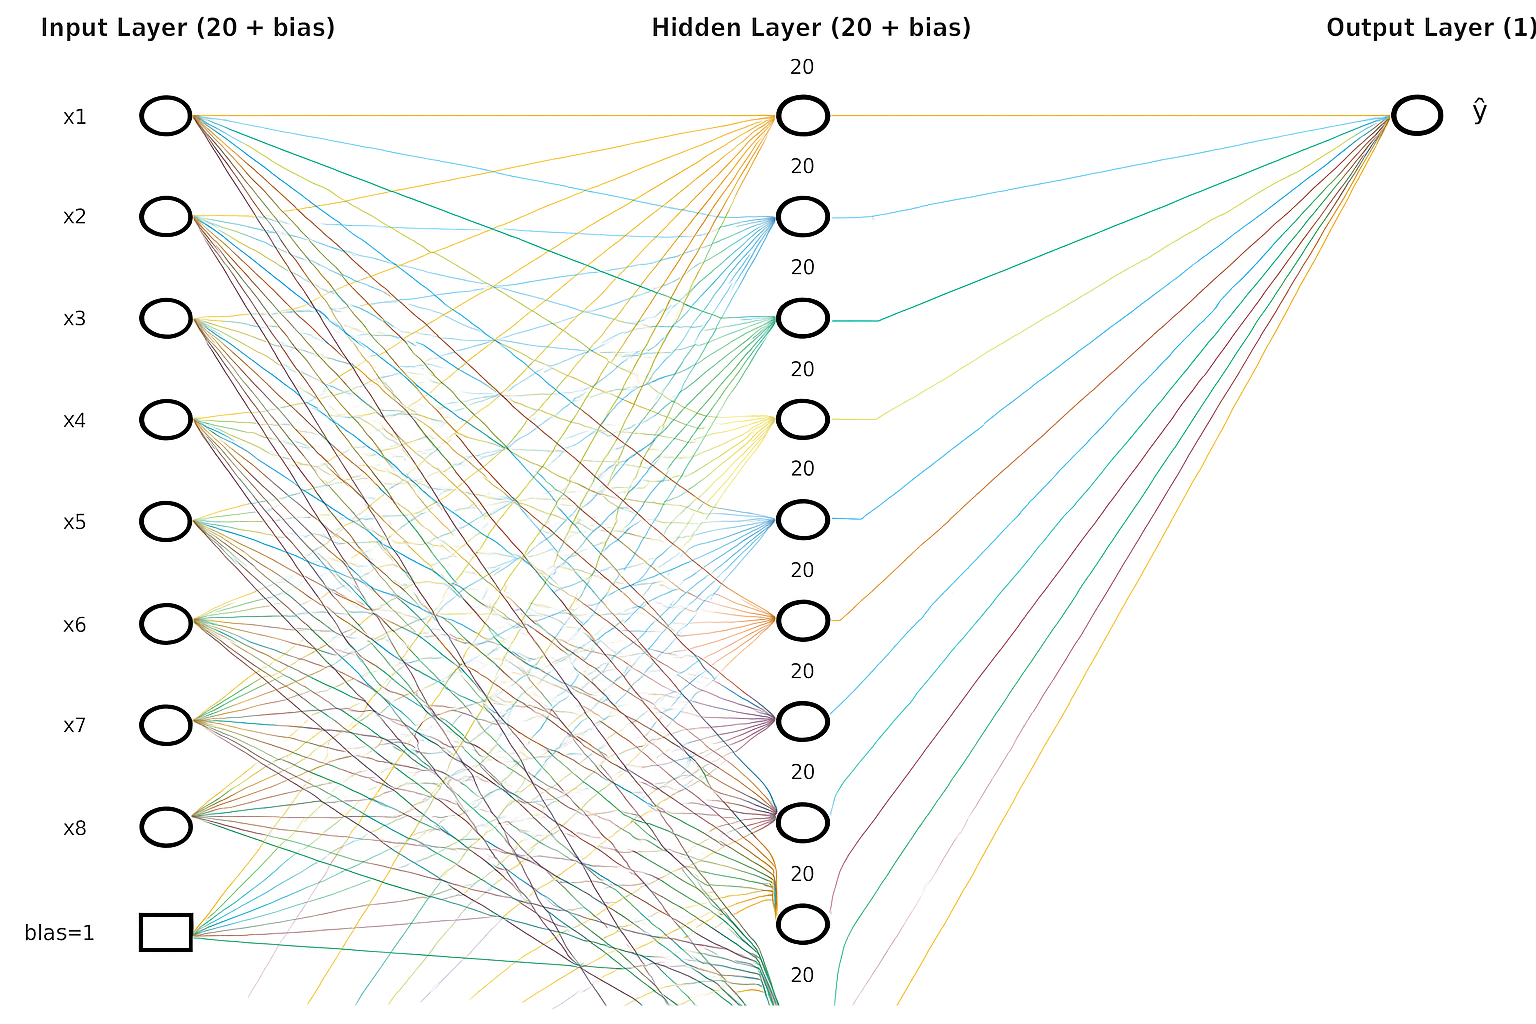 Input Layer (20 + bias)
Hidden Layer (20 + bias)
Output Layer (1)
20
x1
ŷ
20
x2
20
x3
20
x4
20
x5
20
x6
20
x7
20
x8
20
blas=1
20